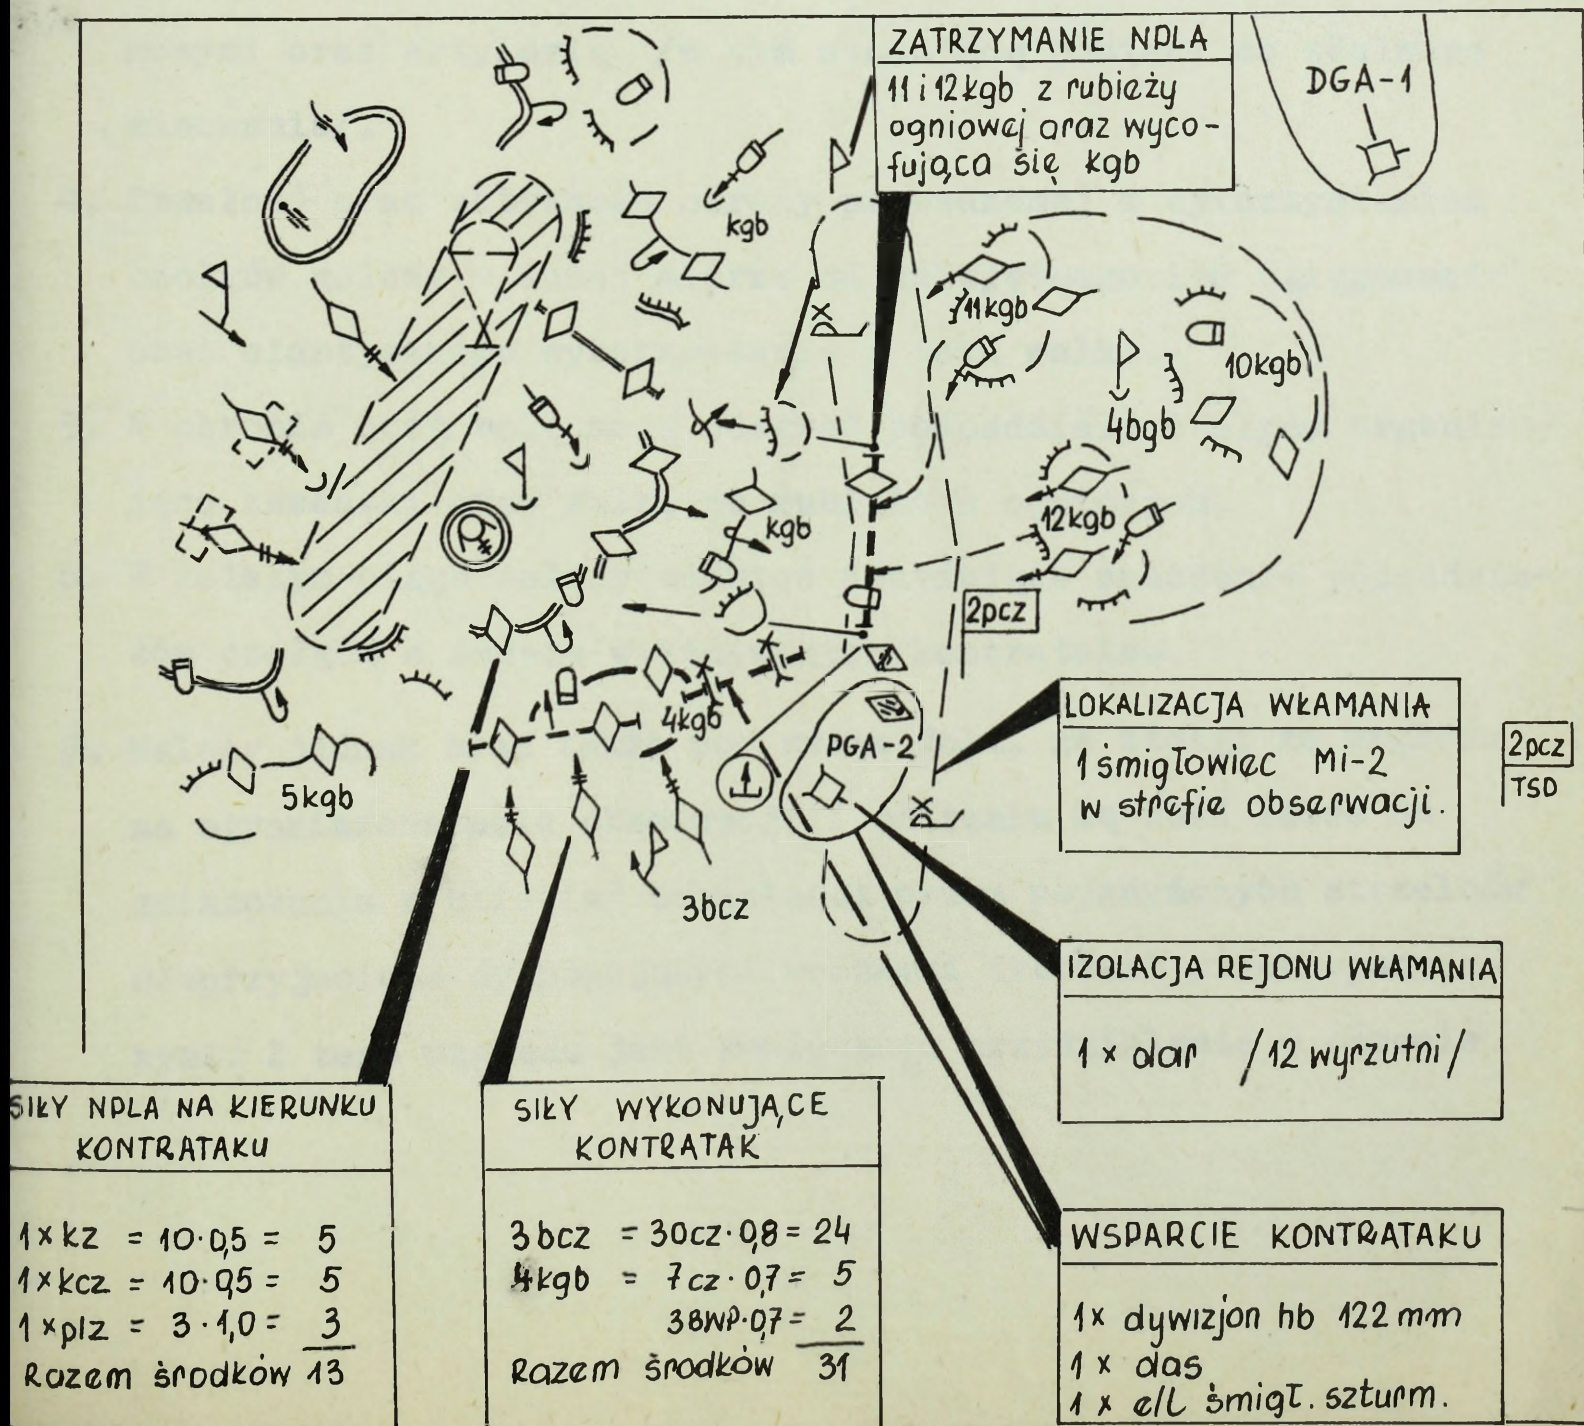 ZATRZYMANIE NPLA
11 i 12 kgb z rubieży
ogniowej oraz wyco-
fująca się kgb
DGA-1
kgb
11kgb
10kgb
4bgb
kgb
12kgb
2pcz
4kgb
PGA-2
5kgb
3bcz
LOKALIZACJA WŁAMANIA
1 śmigłowiec Mi-2
w strefie obserwacji.
2pcz
TSD
IZOLACJA REJONU WŁAMANIA
1 x dar /12 wyrzutni/
SIŁY NPLA NA KIERUNKU
KONTRATAKU
1 x kz = 10·0,5 = 5
1 x kcz = 10·0,5 = 5
1 x plz = 3·1,0 = 3
Razem środków 13
SIŁY WYKONUJĄCE
KONTRATAK
3bcz = 30cz·0,8 = 24
4kgb = 7cz·0,7 = 5
3BWP·0,7 = 2
Razem środków 31
WSPARCIE KONTRATAKU
1x dywizjon hb 122 mm
1 x das
1 x e/l śmigł. szturm.